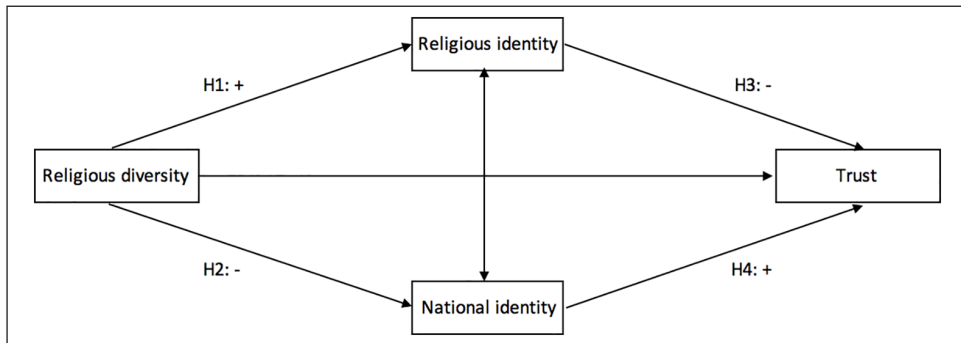 Religious identity
H1: +
H3: -
Religious diversity
Trust
H2: -
H4: +
National identity